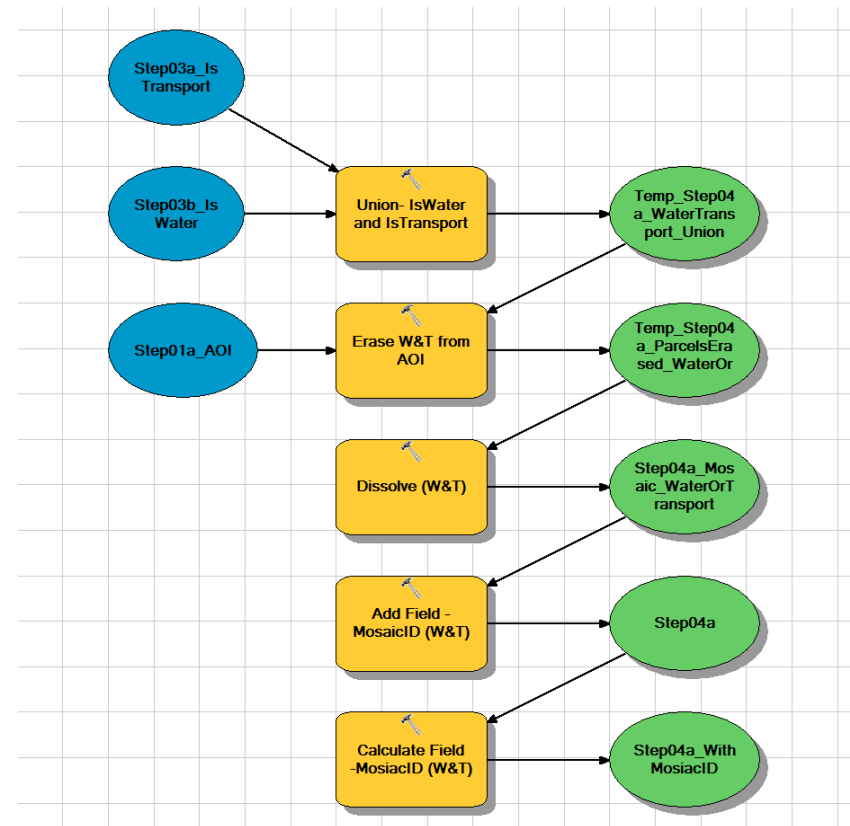 Step03a_Is
Transport
Step03b_Is
Water
Union- IsWater
and IsTransport
Temp_Step04
a_WaterTrans
port_Union
Step01a_AOI
Erase W&T from
AOI
Temp_Step04
a_ParcelsEra
sed_WaterOr
Dissolve (W&T)
Step04a_Mos
aic_WaterOrT
ransport
Add Field -
MosaicID (W&T)
Step04a
Calculate Field
-MosiacID (W&T)
Step04a_With
MosiacID